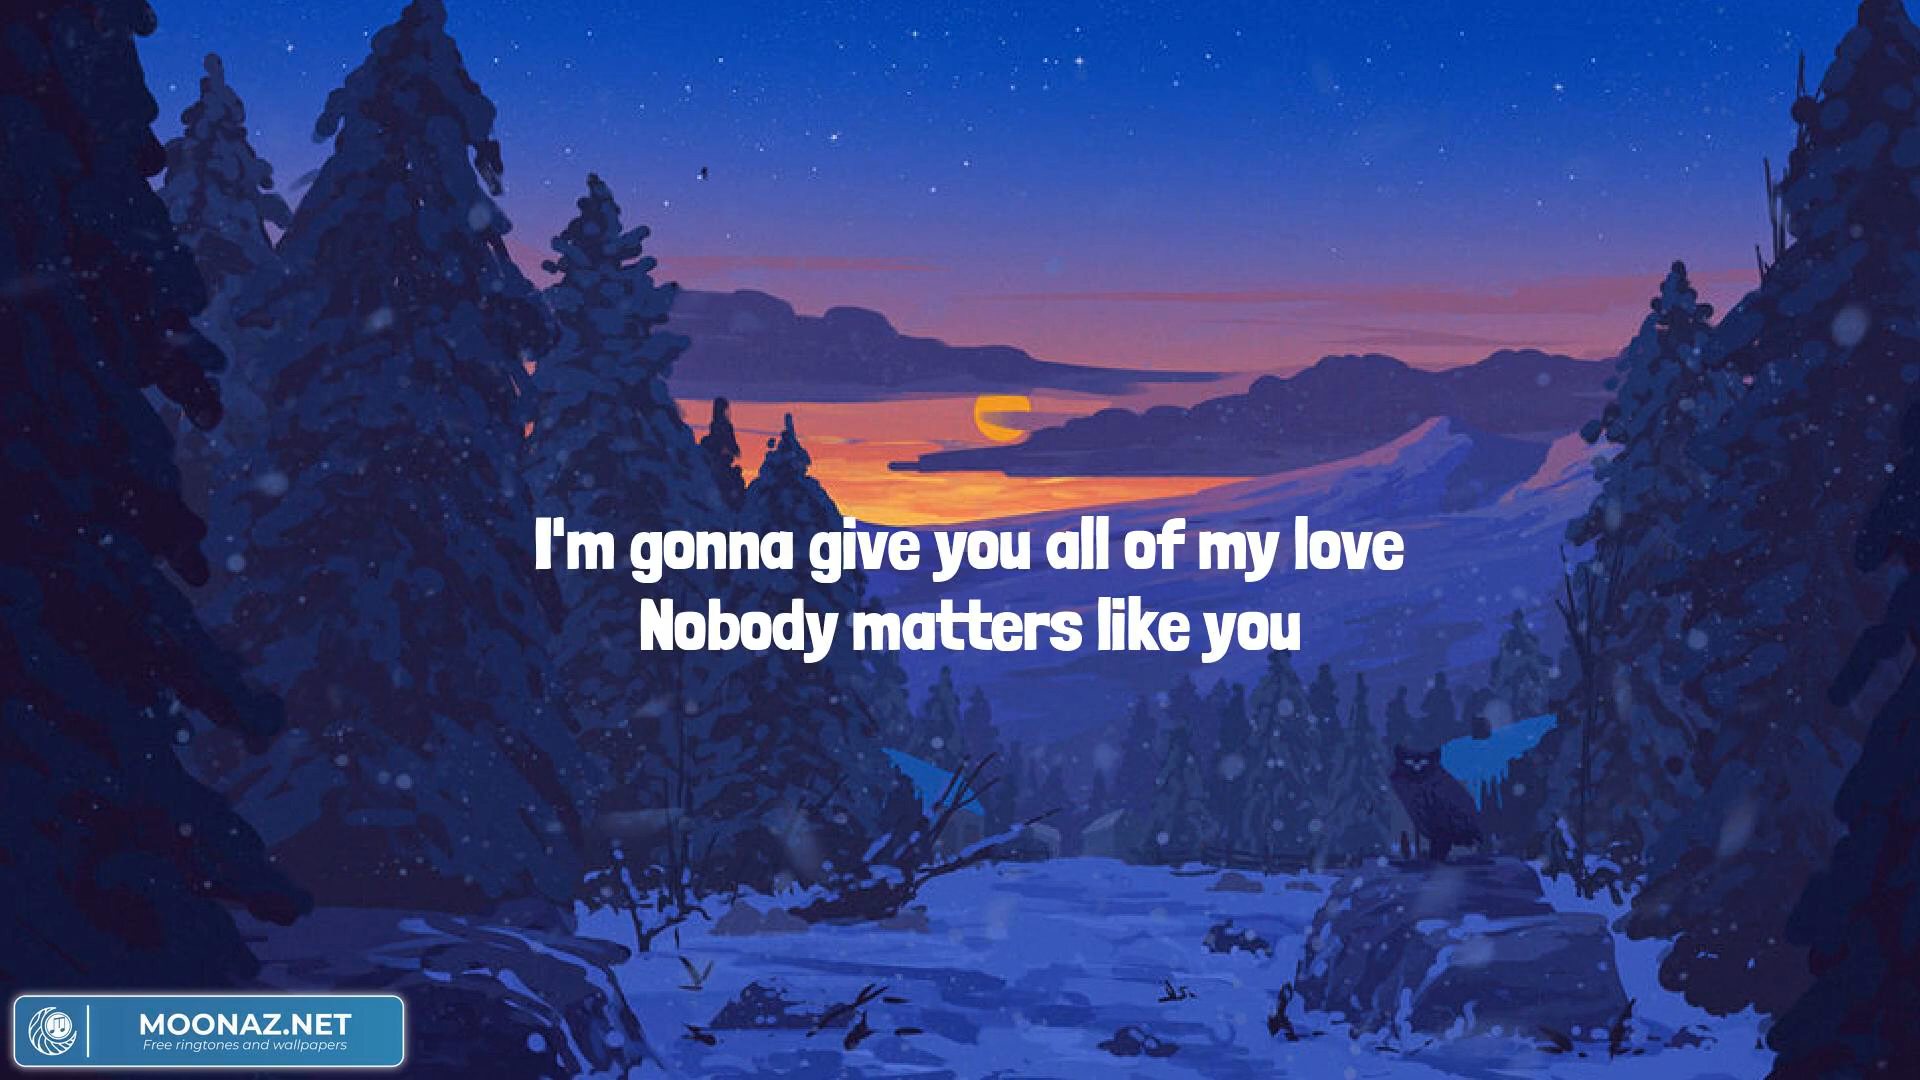 I'm gonna give you all of my love
Nobody matters like you
MOONAZ.NET
Free ringtones and wallpapers